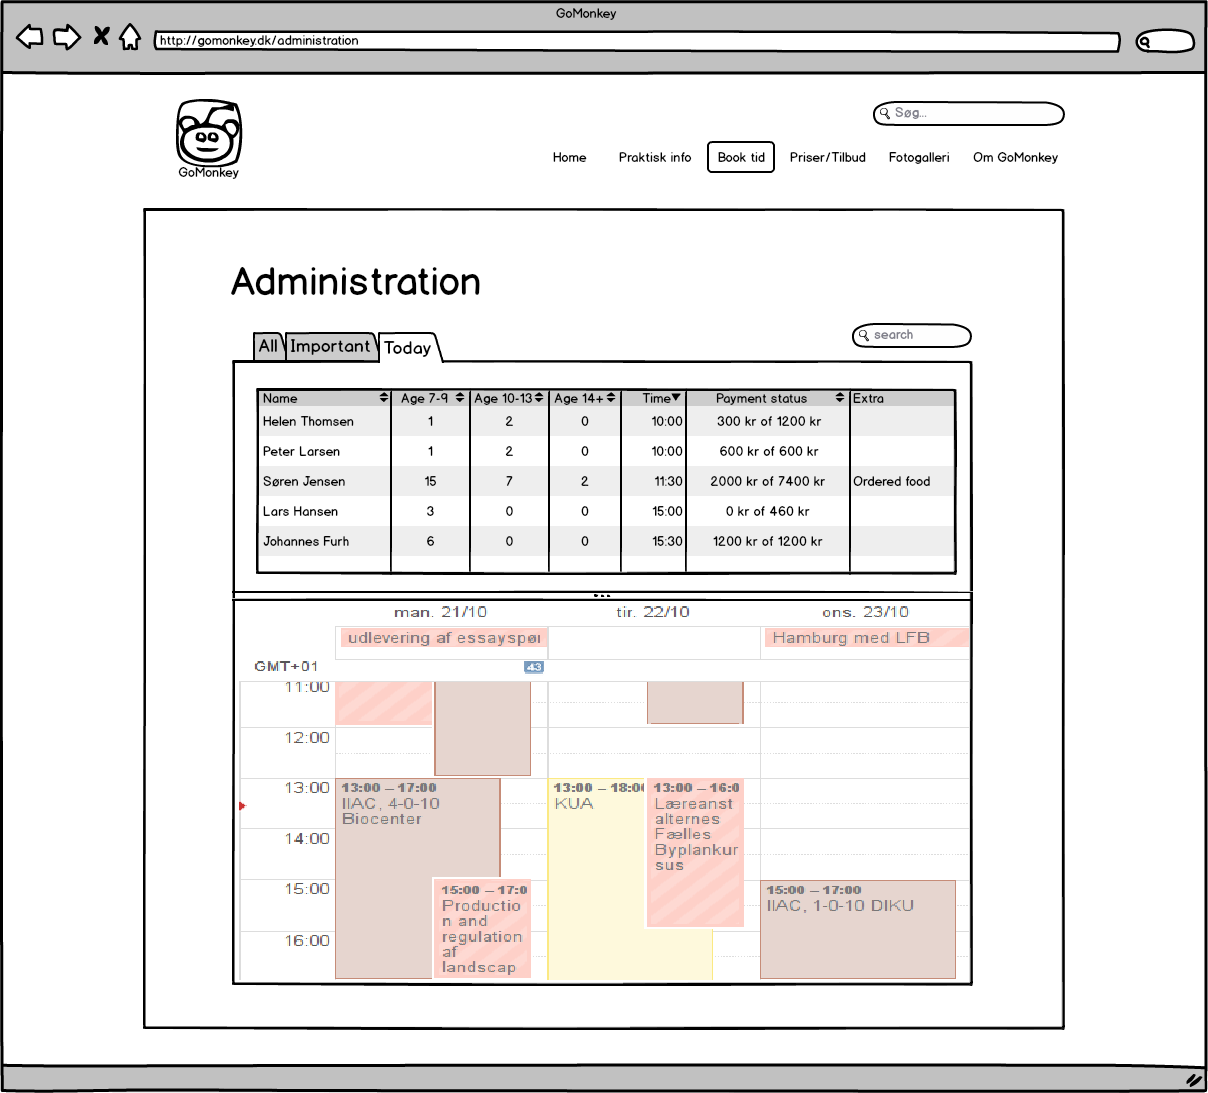 GoMonkey
http://gomonkey.dk/administration
Søg...
GoMonkey
Home Praktisk info Book tid Priser/Tilbud Fotogalleri Om GoMonkey
Administration
All Important Today
search
Name Age 7-9 Age 10-13 Age 14+ Time Payment status Extra
Helen Thomsen 1 2 0 10:00 300 kr of 1200 kr
Peter Larsen 1 2 0 10:00 600 kr of 600 kr
Søren Jensen 15 7 2 11:30 2000 kr of 7400 kr Ordered food
Lars Hansen 3 0 0 15:00 0 kr of 460 kr
Johannes Furh 6 0 0 15:30 1200 kr of 1200 kr
man. 21/10 tir. 22/10 ons. 23/10
udlevering af essayspør Hamburg med LFB
GMT+01 43
11:00
12:00
13:00
14:00
15:00
16:00
13:00 – 17:00
IIAC, 4-0-10
Biocenter
15:00 – 17:0
Productio
n and
regulation
af
landscap
13:00 – 18:00
KUA
13:00 – 16:0
Læreanst
alternes
Fælles
Byplankur
sus
15:00 – 17:00
IIAC, 1-0-10 DIKU